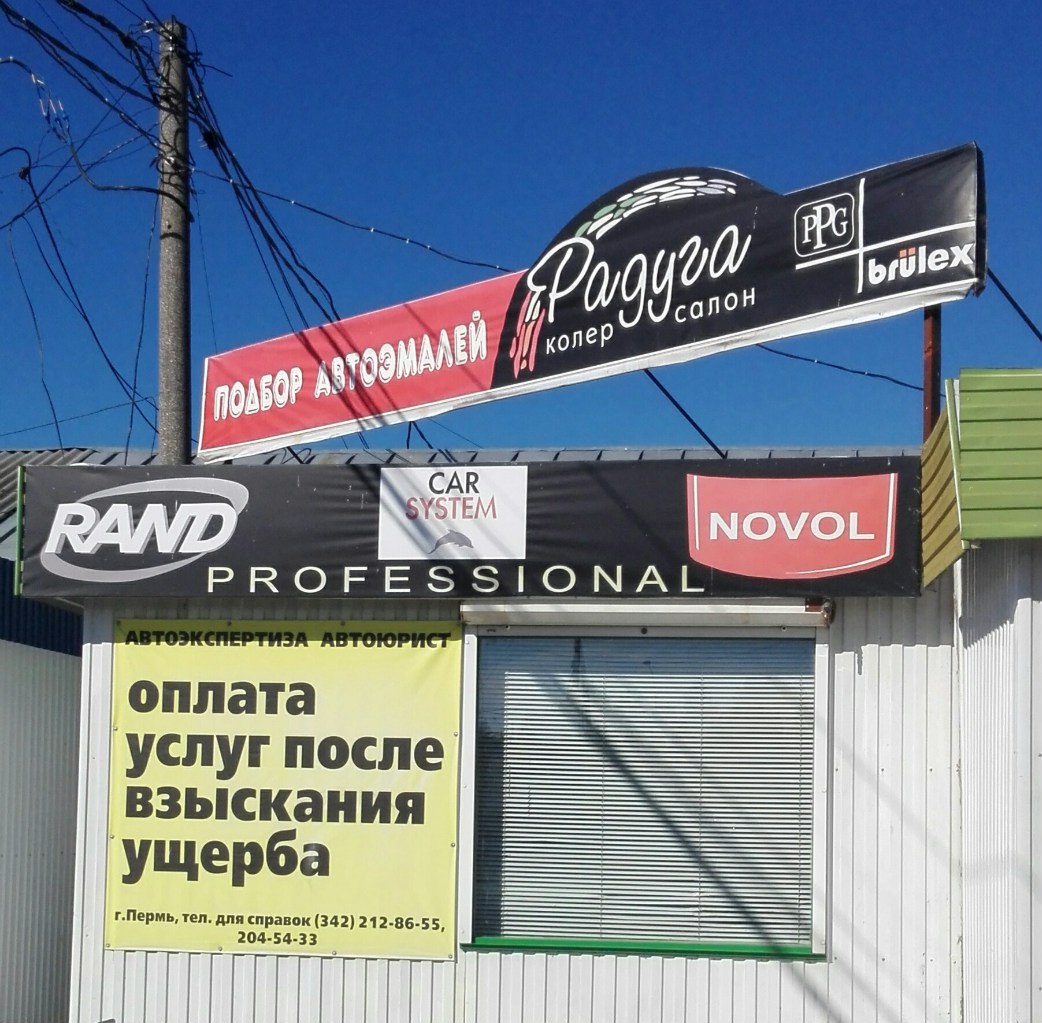 ПОДБОР АВТОЭМАЛЕЙ
Радуга
колер салон
PPG
brülex
RAND
CAR
SYSTEM
NOVOL
PROFESSIONAL
АВТОЭКСПЕРТИЗА АВТОЮРИСТ
оплата
услуг после
взыскания
ущерба
г.Пермь, тел. для справок (342) 212-86-55,
204-54-33